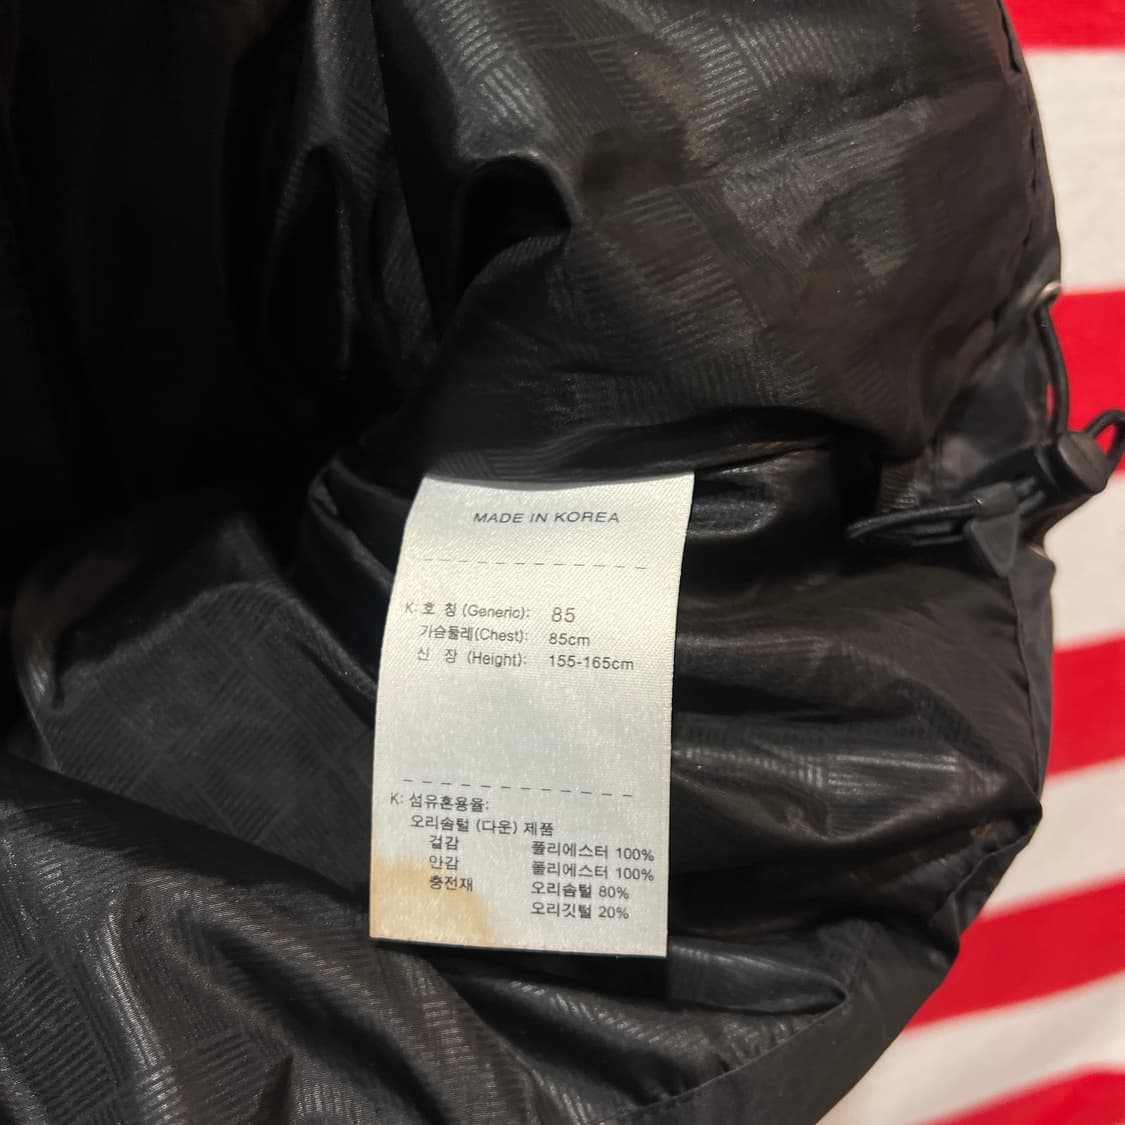 MADE IN KOREA
K: 호 칭 (Generic): 85
가슴둘레(Chest): 85cm
신 장 (Height): 155-165cm
K: 섬유혼용율:
오리솜털 (다운) 제품
겉감 폴리에스터 100%
안감 폴리에스터 100%
충전재 오리솜털 80%
오리깃털 20%